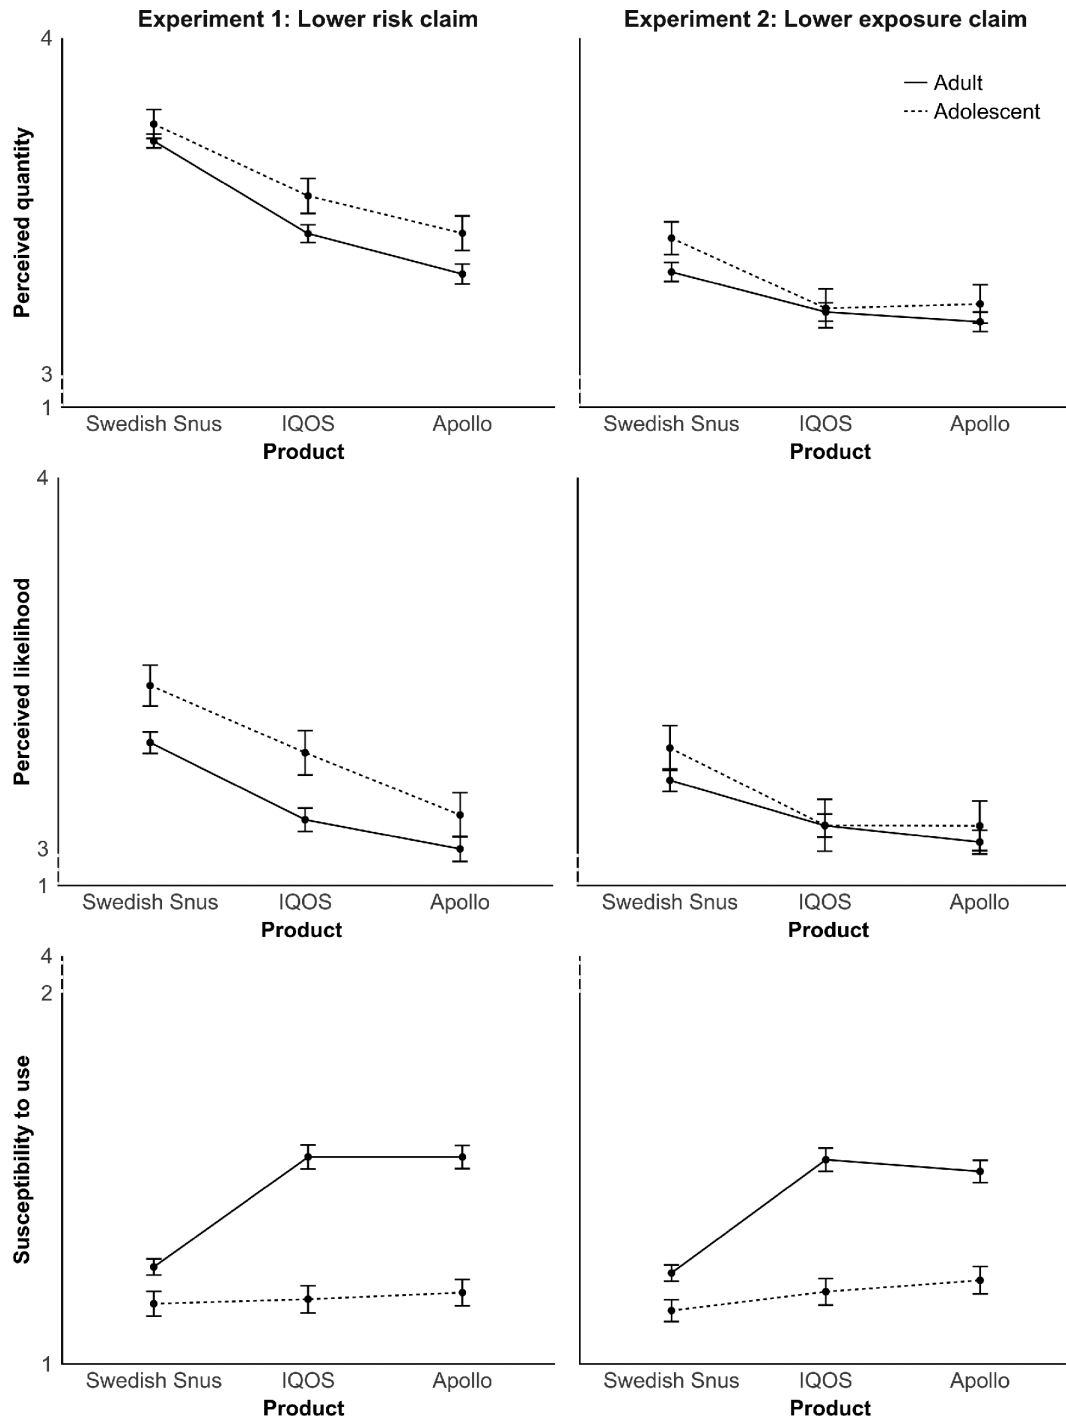 Experiment 1: Lower risk claim
Experiment 2: Lower exposure claim
4
Adult
Adolescent
Perceived quantity
3
1
Swedish Snus IQOS Apollo
Product
Swedish Snus IQOS Apollo
Product
4
Perceived likelihood
3
1
Swedish Snus IQOS Apollo
Product
Swedish Snus IQOS Apollo
Product
4
2
Susceptibility to use
1
Swedish Snus IQOS Apollo
Product
Swedish Snus IQOS Apollo
Product